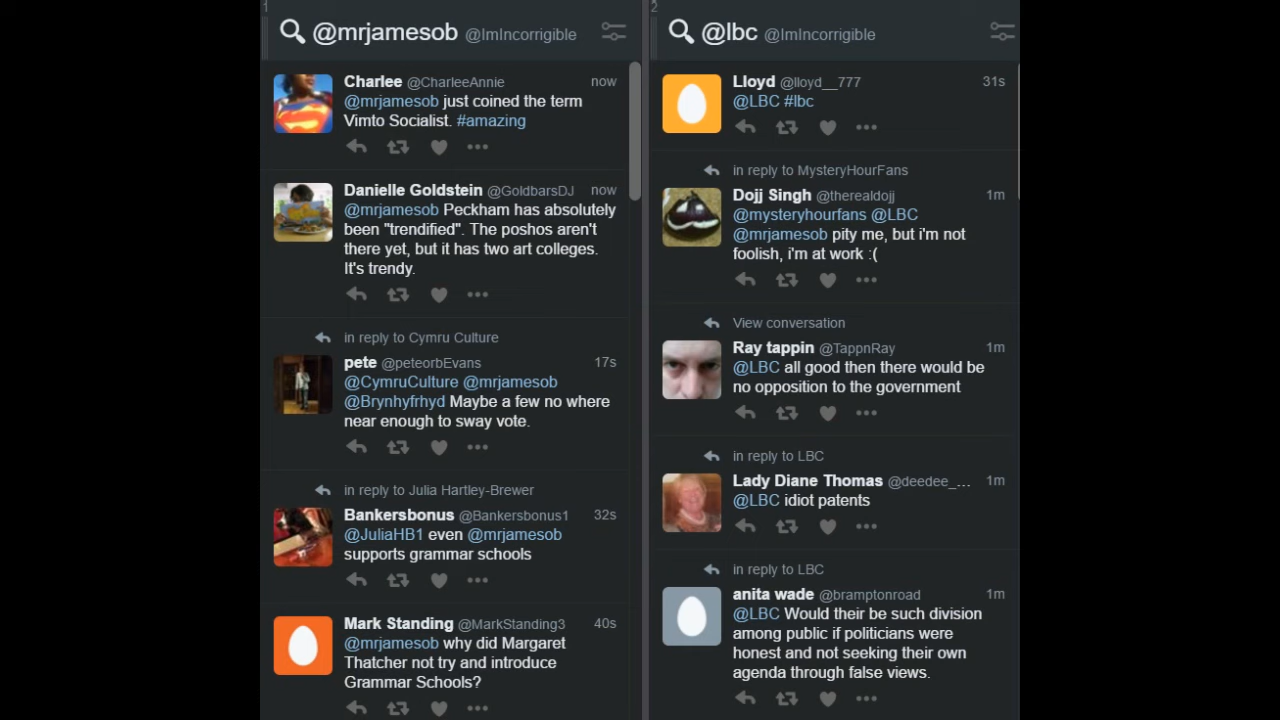 1
@mrjamesob @ImIncorrigible
Charlee @CharleeAnnie now
@mrjamesob just coined the term
Vimto Socialist. #amazing
Danielle Goldstein @GoldbarsDJ now
@mrjamesob Peckham has absolutely
been "trendified". The poshos aren't
there yet, but it has two art colleges.
It's trendy.
in reply to Cymru Culture
pete @peteorbEvans 17s
@CymruCulture @mrjamesob
@Brynhyfrhyd Maybe a few no where
near enough to sway vote.
in reply to Julia Hartley-Brewer
Bankersbonus @Bankersbonus1 32s
@JuliaHB1 even @mrjamesob
supports grammar schools
Mark Standing @MarkStanding3 40s
@mrjamesob why did Margaret
Thatcher not try and introduce
Grammar Schools?
2
@lbc @ImIncorrigible
Lloyd @lloyd__777 31s
@LBC #lbc
in reply to MysteryHourFans
Dojj Singh @therealdojj 1m
@mysteryhourfans @LBC
@mrjamesob pity me, but i'm not
foolish, i'm at work :(
View conversation
Ray tappin @TappnRay 1m
@LBC all good then there would be
no opposition to the government
in reply to LBC
Lady Diane Thomas @deedee_... 1m
@LBC idiot patents
in reply to LBC
anita wade @bramptonroad 1m
@LBC Would their be such division
among public if politicians were
honest and not seeking their own
agenda through false views.